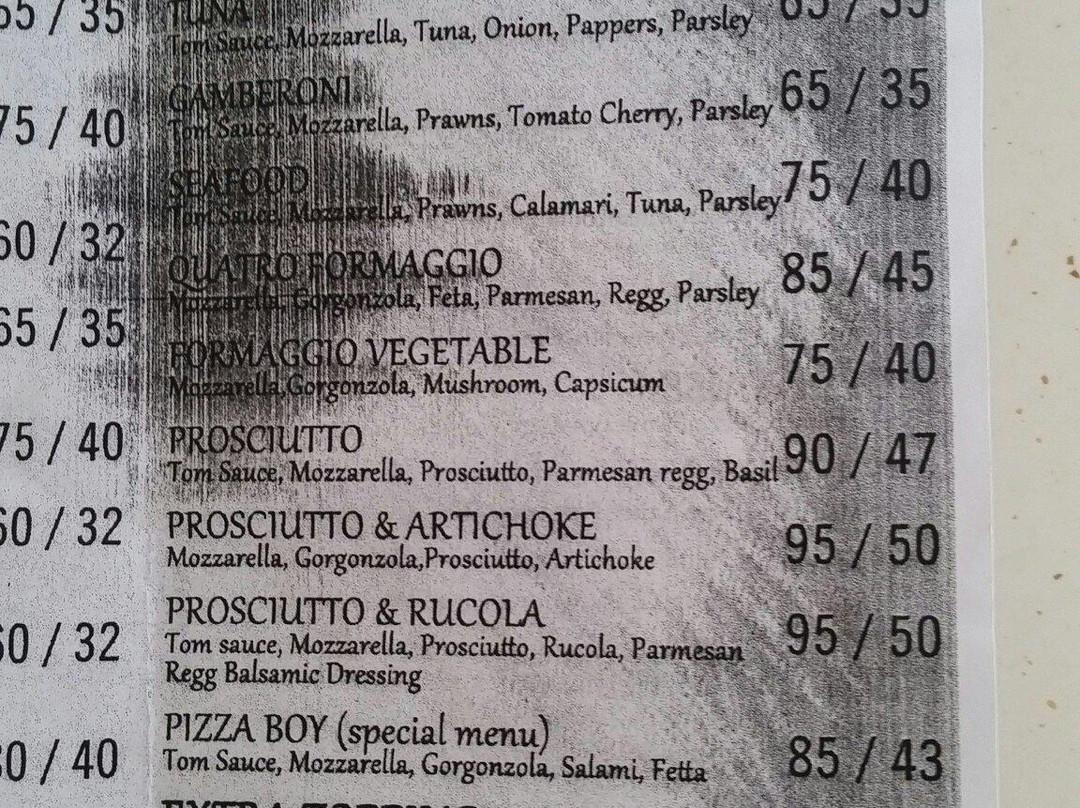 35
TUNA
Tom Sauce, Mozzarella, Tuna, Onion, Pappers, Parsley
65 / 35
GAMBERONI
Tom Sauce, Mozzarella, Prawns, Tomato Cherry, Parsley
65 / 35
SEAFOOD
Tom Sauce, Mozzarella, Prawns, Calamari, Tuna, Parsley
75 / 40
QUATRO FORMAGGIO
Mozzarella, Gorgonzola, Feta, Parmesan, Regg, Parsley
85 / 45
FORMAGGIO VEGETABLE
Mozzarella,Gorgonzola, Mushroom, Capsicum
75 / 40
PROSCIUTTO
Tom Sauce, Mozzarella, Prosciutto, Parmesan regg, Basil
90 / 47
PROSCIUTTO & ARTICHOKE
Mozzarella, Gorgonzola,Prosciutto, Artichoke
95 / 50
PROSCIUTTO & RUCOLA
Tom sauce, Mozzarella, Prosciutto, Rucola, Parmesan
Regg Balsamic Dressing
95 / 50
PIZZA BOY (special menu)
Tom Sauce, Mozzarella, Gorgonzola, Salami, Fetta
85 / 43
75 / 40
60 / 32
65 / 35
75 / 40
60 / 32
/ 32
/ 40